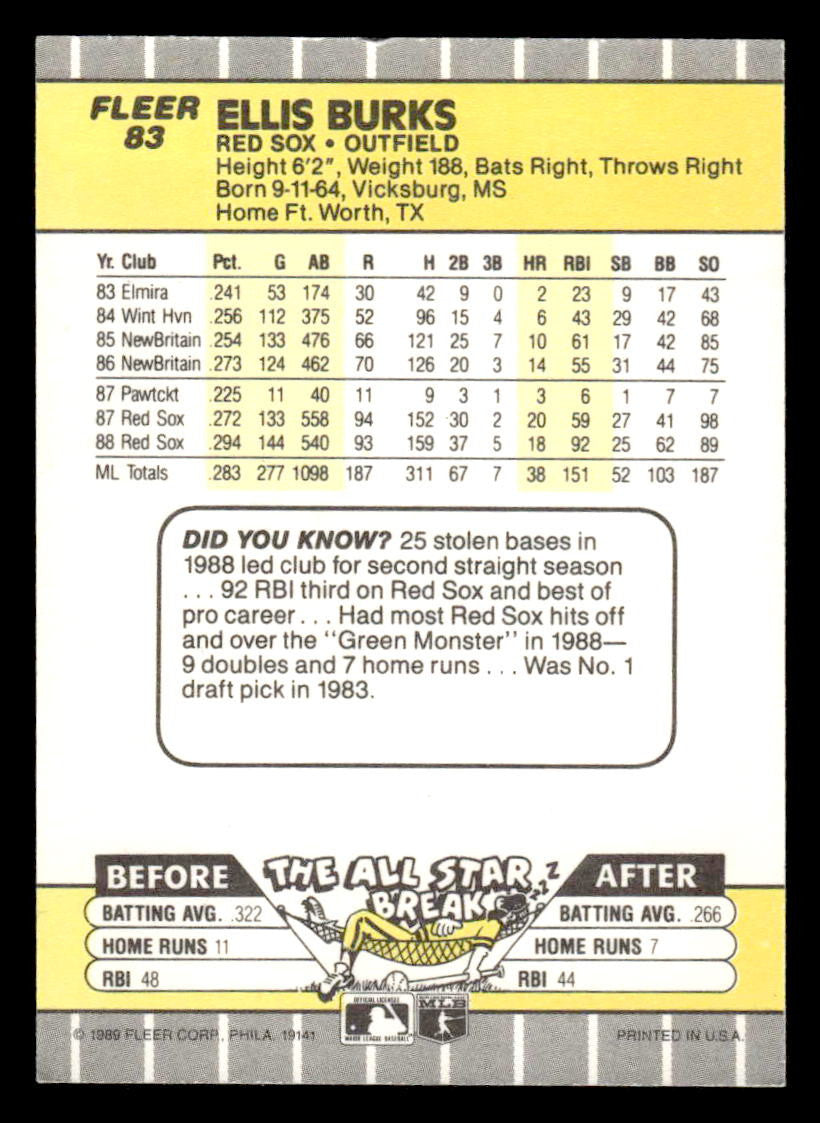 FLEER
83
ELLIS BURKS
RED SOX • OUTFIELD
Height 6'2", Weight 188, Bats Right, Throws Right
Born 9-11-64, Vicksburg, MS
Home Ft. Worth, TX
Yr. Club Pct. G AB R H 2B 3B HR RBI SB BB SO
83 Elmira .241 53 174 30 42 9 0 2 23 9 17 43
84 Wint Hvn .256 112 375 52 96 15 4 6 43 29 42 68
85 NewBritain .254 133 476 66 121 25 7 10 61 17 42 85
86 NewBritain .273 124 462 70 126 20 3 14 55 31 44 75
87 Pawtckt .225 11 40 11 9 3 1 3 6 1 7 7
87 Red Sox .272 133 558 94 152 30 2 20 59 27 41 98
88 Red Sox .294 144 540 93 159 37 5 18 92 25 62 89
ML Totals .283 277 1098 187 311 67 7 38 151 52 103 187
DID YOU KNOW? 25 stolen bases in
1988 led club for second straight season
. . . 92 RBI third on Red Sox and best of
pro career . . . Had most Red Sox hits off
and over the "Green Monster" in 1988—
9 doubles and 7 home runs . . . Was No. 1
draft pick in 1983.
BEFORE THE ALL STAR BREAK ZZZ AFTER
BATTING AVG. .322 BATTING AVG. .266
HOME RUNS 11 HOME RUNS 7
RBI 48 RBI 44
OFFICIAL LICENSEE
MAJOR LEAGUE BASEBALL
MLB
© 1989 FLEER CORP., PHILA. 19141 PRINTED IN U.S.A.